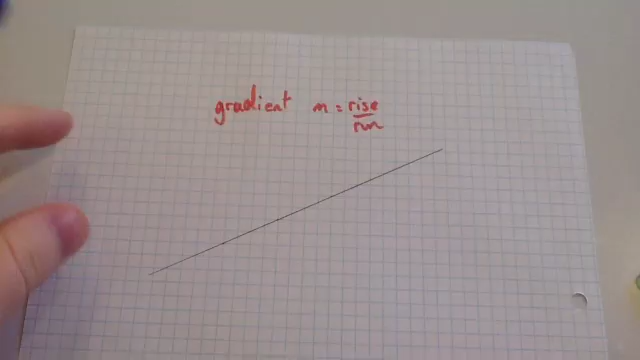 gradient m = rise
run